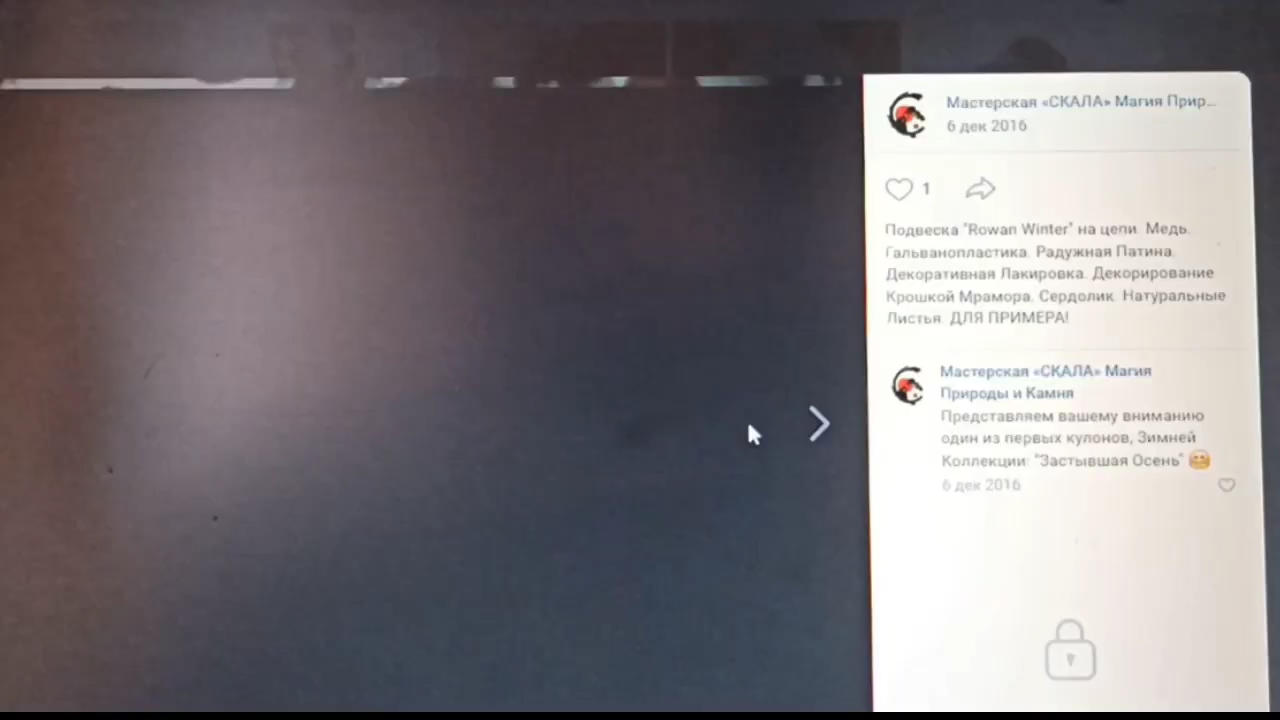 Мастерская «СКАЛА» Магия Прир...
6 дек 2016
1
Подвеска "Rowan Winter" на цепи. Медь.
Гальванопластика. Радужная Патина.
Декоративная Лакировка. Декорирование
Крошкой Мрамора. Сердолик. Натуральные
Листья. ДЛЯ ПРИМЕРА!
Мастерская «СКАЛА» Магия
Природы и Камня
Представляем вашему вниманию
один из первых кулонов, Зимней
Коллекции: "Застывшая Осень" 😀
6 дек 2016